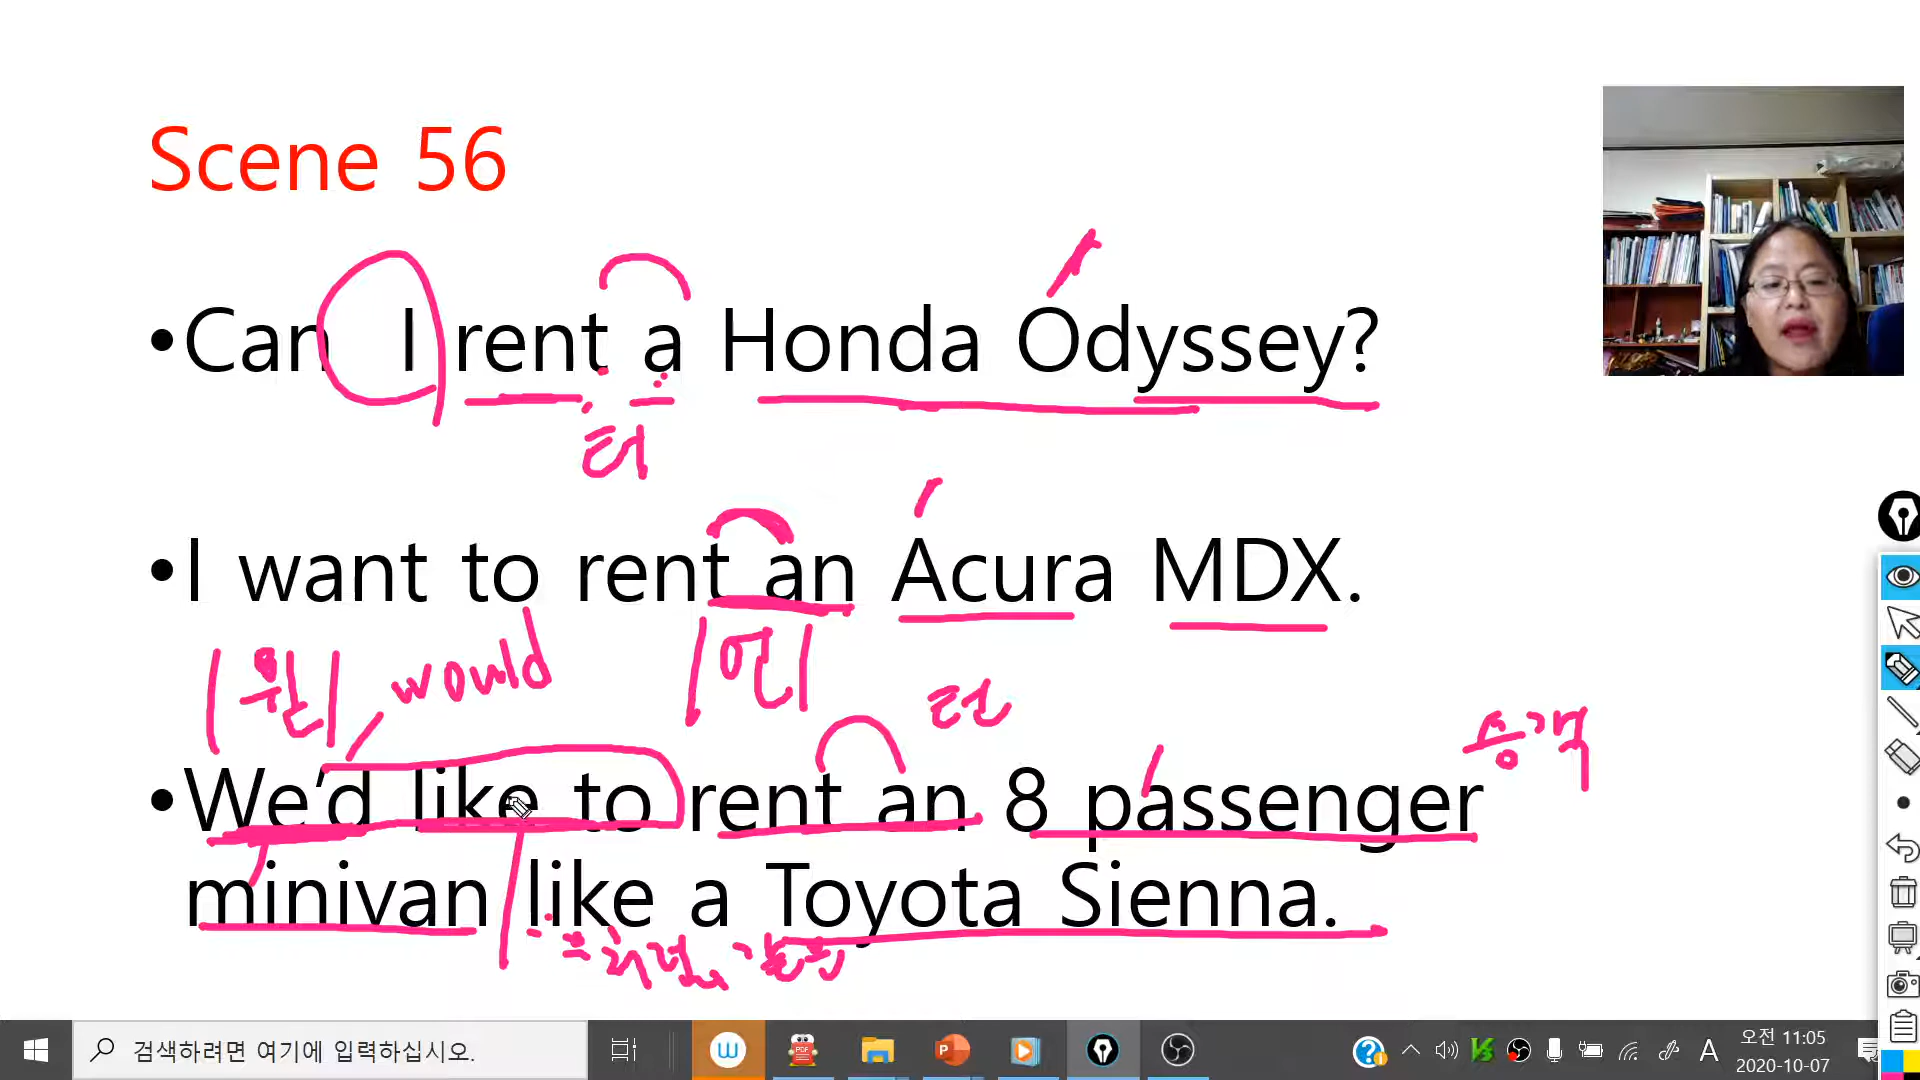 Scene 56
•Can I rent a Honda Odyssey?
터
•I want to rent an Acura MDX.
원 would 언 턴 승객
•We'd like to rent an 8 passenger
minivan like a Toyota Sienna.
검색하려면 여기에 입력하십시오.
A
오전 11:05
2020-10-07